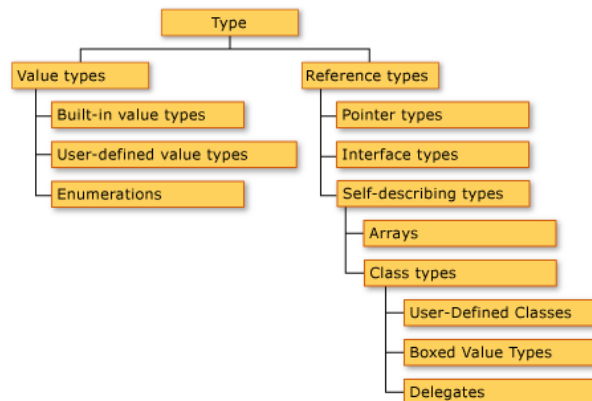 Type
Value types
Built-in value types
User-defined value types
Enumerations
Reference types
Pointer types
Interface types
Self-describing types
Arrays
Class types
User-Defined Classes
Boxed Value Types
Delegates